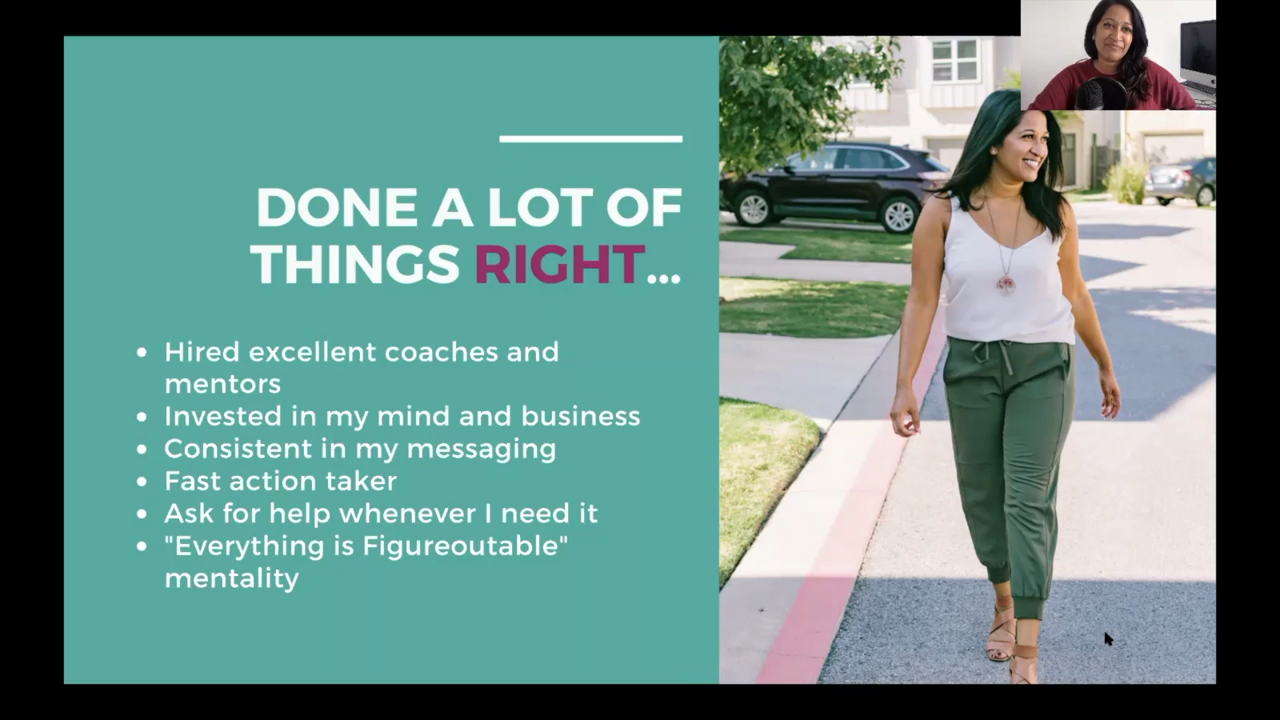 DONE A LOT OF
THINGS RIGHT...
• Hired excellent coaches and
mentors
• Invested in my mind and business
• Consistent in my messaging
• Fast action taker
• Ask for help whenever I need it
• "Everything is Figureoutable"
mentality